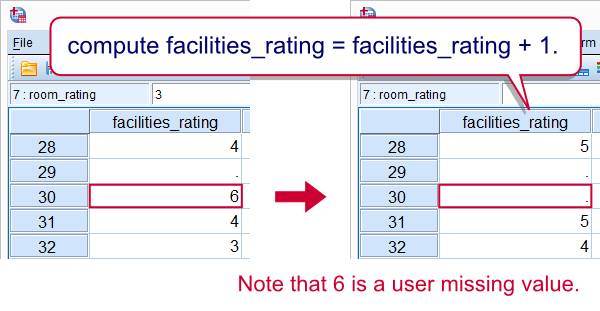 compute facilities_rating = facilities_rating + 1.
File
rm
7 : room_rating 3
7 : room_rating
facilities_rating
28 4
29 .
30 6
31 4
32 3
facilities_rating
28 5
29 .
30 .
31 5
32 4
Note that 6 is a user missing value.